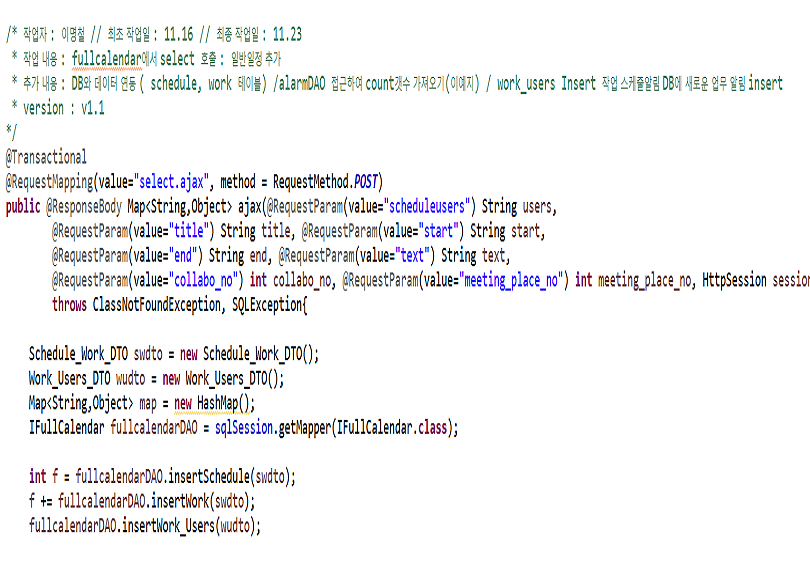 /* 작업자 : 이명철 // 최초 작업일 : 11.16 // 최종 작업일 : 11.23
* 작업 내용 : fullcalendar에서 select 호출 : 일반일정 추가
* 추가 내용 : DB와 데이터 연동 ( schedule, work 테이블) /alarmDAO 접근하여 count갯수 가져오기(이예지) / work_users Insert 작업 스케줄알림 DB에 새로운 업무 알림 insert
* version : v1.1
*/
@Transactional
@RequestMapping(value="select.ajax", method = RequestMethod.POST)
public @ResponseBody Map<String,Object> ajax(@RequestParam(value="scheduleusers") String users,
@RequestParam(value="title") String title, @RequestParam(value="start") String start,
@RequestParam(value="end") String end, @RequestParam(value="text") String text,
@RequestParam(value="collabo_no") int collabo_no, @RequestParam(value="meeting_place_no") int meeting_place_no, HttpSession session
throws ClassNotFoundException, SQLException{
Schedule_Work_DTO swdto = new Schedule_Work_DTO();
Work_Users_DTO wudto = new Work_Users_DTO();
Map<String,Object> map = new HashMap();
IFullCalendar fullcalendarDAO = sqlSession.getMapper(IFullCalendar.class);
int f = fullcalendarDAO.insertSchedule(swdto);
f += fullcalendarDAO.insertWork(swdto);
fullcalendarDAO.insertWork_Users(wudto);